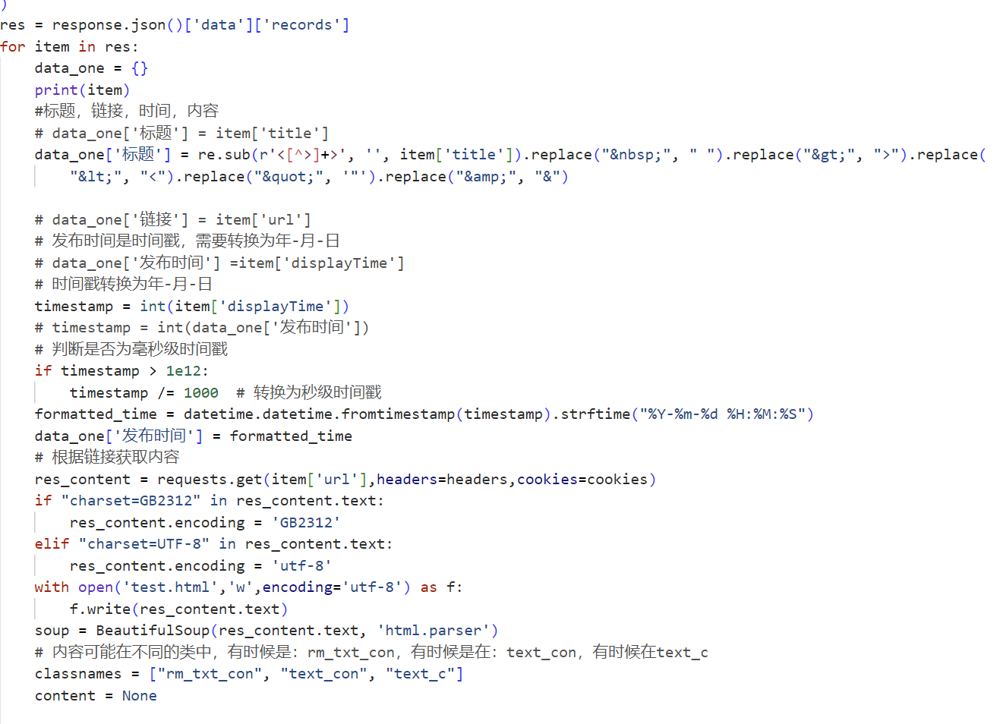 )
res = response.json()['data']['records']
for item in res:
    data_one = {}
    print(item)
    #标题，链接，时间，内容
    # data_one['标题'] = item['title']
    data_one['标题'] = re.sub(r'<[^>]+>', '', item['title']).replace("&nbsp;", " ").replace("&gt;", ">").replace(
        "&lt;", "<").replace("&quot;", '"').replace("&amp;", "&")
    # data_one['链接'] = item['url']
    # 发布时间是时间戳，需要转换为年-月-日
    # data_one['发布时间'] =item['displayTime']
    # 时间戳转换为年-月-日
    timestamp = int(item['displayTime'])
    # timestamp = int(data_one['发布时间'])
    # 判断是否为毫秒级时间戳
    if timestamp > 1e12:
        timestamp /= 1000  # 转换为秒级时间戳
    formatted_time = datetime.datetime.fromtimestamp(timestamp).strftime("%Y-%m-%d %H:%M:%S")
    data_one['发布时间'] = formatted_time
    # 根据链接获取内容
    res_content = requests.get(item['url'],headers=headers,cookies=cookies)
    if "charset=GB2312" in res_content.text:
        res_content.encoding = 'GB2312'
    elif "charset=UTF-8" in res_content.text:
        res_content.encoding = 'utf-8'
    with open('test.html','w',encoding='utf-8') as f:
        f.write(res_content.text)
    soup = BeautifulSoup(res_content.text, 'html.parser')
    # 内容可能在不同的类中，有时候是：rm_txt_con，有时候是在：text_con，有时候在text_c
    classnames = ["rm_txt_con", "text_con", "text_c"]
    content = None